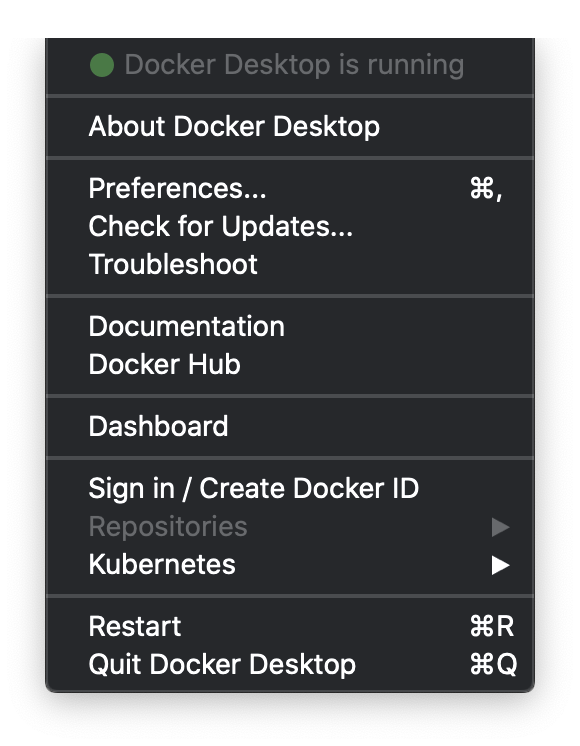 Docker Desktop is running
About Docker Desktop
Preferences... ⌘,
Check for Updates...
Troubleshoot
Documentation
Docker Hub
Dashboard
Sign in / Create Docker ID
Repositories
Kubernetes
Restart ⌘R
Quit Docker Desktop ⌘Q